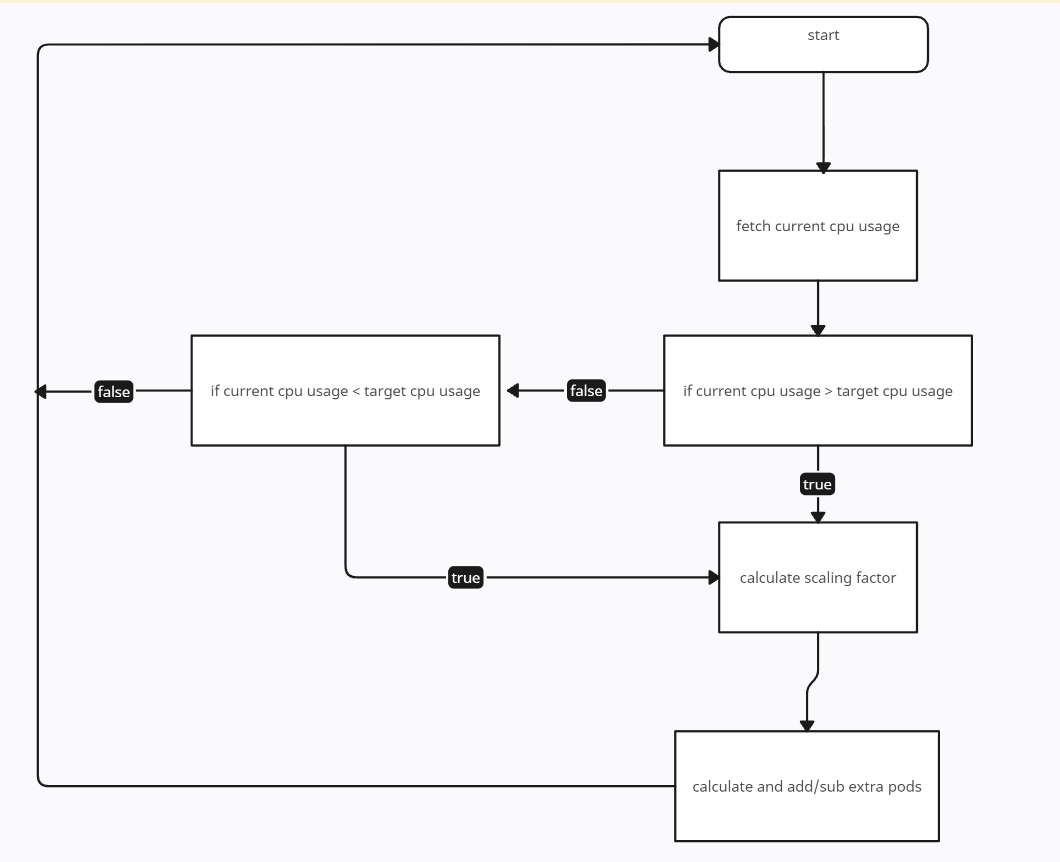 start
fetch current cpu usage
if current cpu usage < target cpu usage
if current cpu usage > target cpu usage
false
false
true
calculate scaling factor
true
calculate and add/sub extra pods